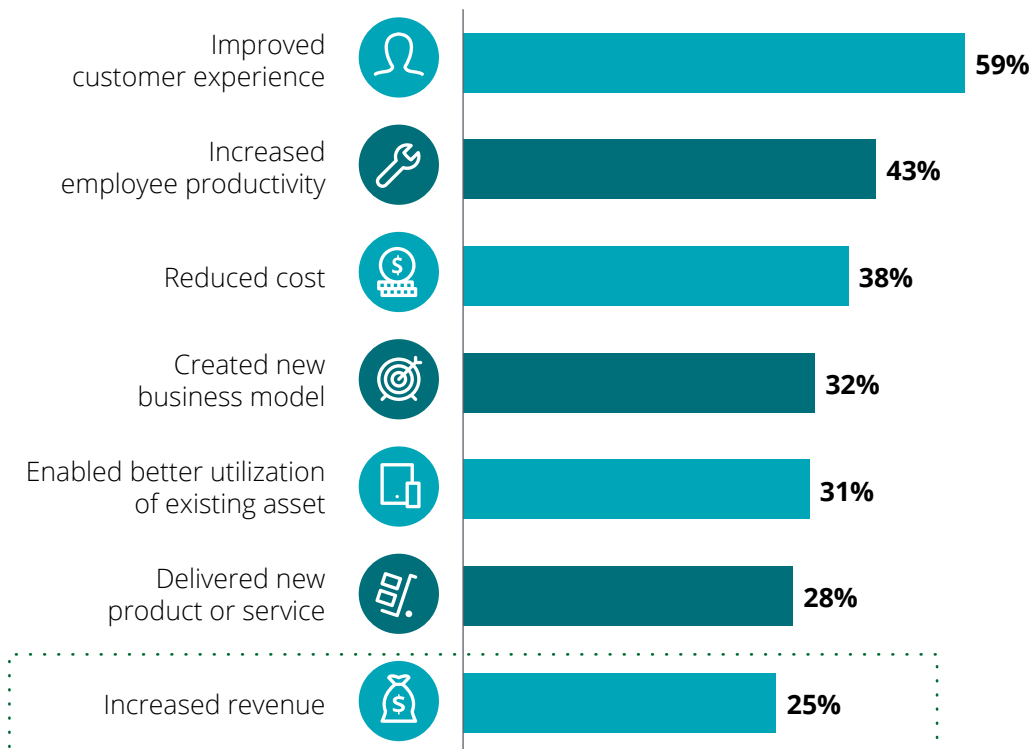 Improved
customer experience
59%
Increased
employee productivity
43%
Reduced cost
$
38%
Created new
business model
32%
Enabled better utilization
of existing asset
31%
Delivered new
product or service
28%
Increased revenue
$
25%